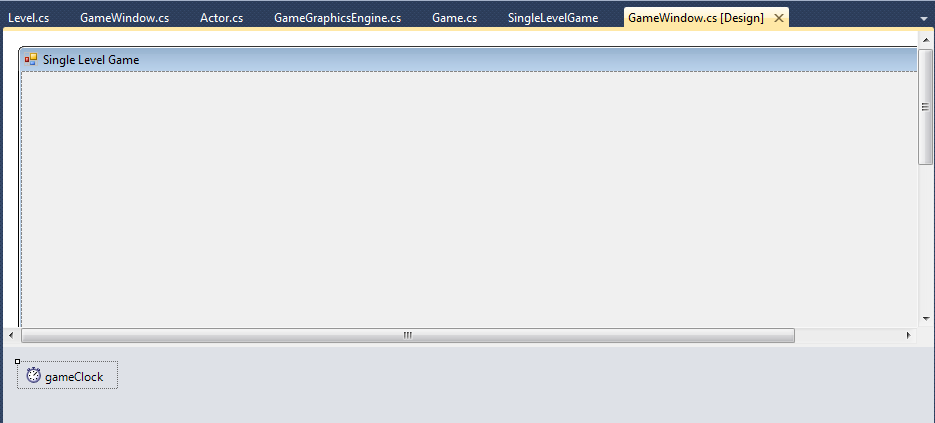 Level.cs GameWindow.cs Actor.cs GameGraphicsEngine.cs Game.cs SingleLevelGame GameWindow.cs [Design]
Single Level Game
gameClock